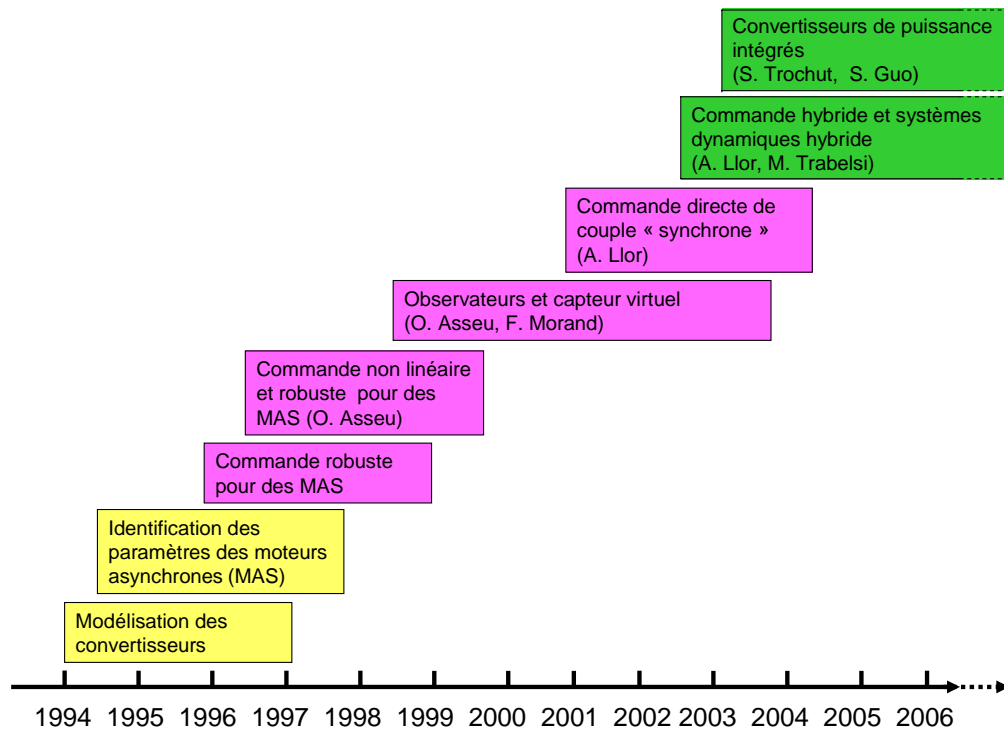 Convertisseurs de puissance
intégrés
(S. Trochut, S. Guo)
Commande hybride et systèmes
dynamiques hybride
(A. Llor, M. Trabelsi)
Commande directe de
couple « synchrone »
(A. Llor)
Observateurs et capteur virtuel
(O. Asseu, F. Morand)
Commande non linéaire
et robuste pour des
MAS (O. Asseu)
Commande robuste
pour des MAS
Identification des
paramètres des moteurs
asynchrones (MAS)
Modélisation des
convertisseurs
1994 1995 1996 1997 1998 1999 2000 2001 2002 2003 2004 2005 2006